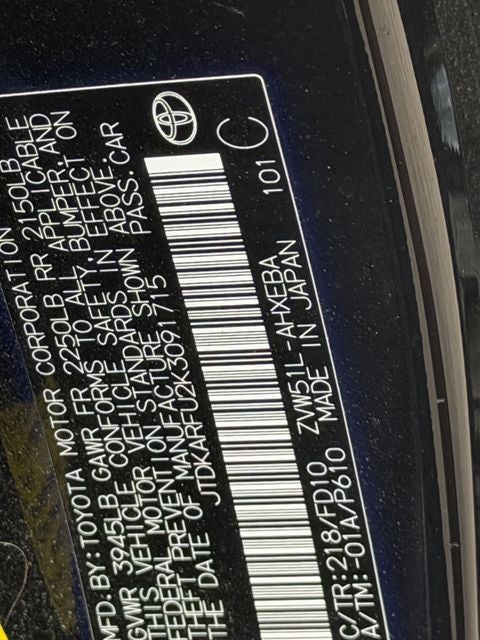 MFD. BY: TOYOTA MOTOR CORPORATION
GVWR 3945LB GAWR FR 2250LB RR 2150LB
THIS VEHICLE CONFORMS TO ALL APPLICABLE
FEDERAL MOTOR VEHICLE SAFETY, BUMPER, AND
THEFT PREVENTION STANDARDS IN EFFECT ON
THE DATE OF MANUFACTURE SHOWN ABOVE.
JTDKARFU2K3091715 PASS. CAR
C
101
C/TR:218/FD10 ZVW51L-AHXEBA
A/TM:-01A/P610 MADE IN JAPAN